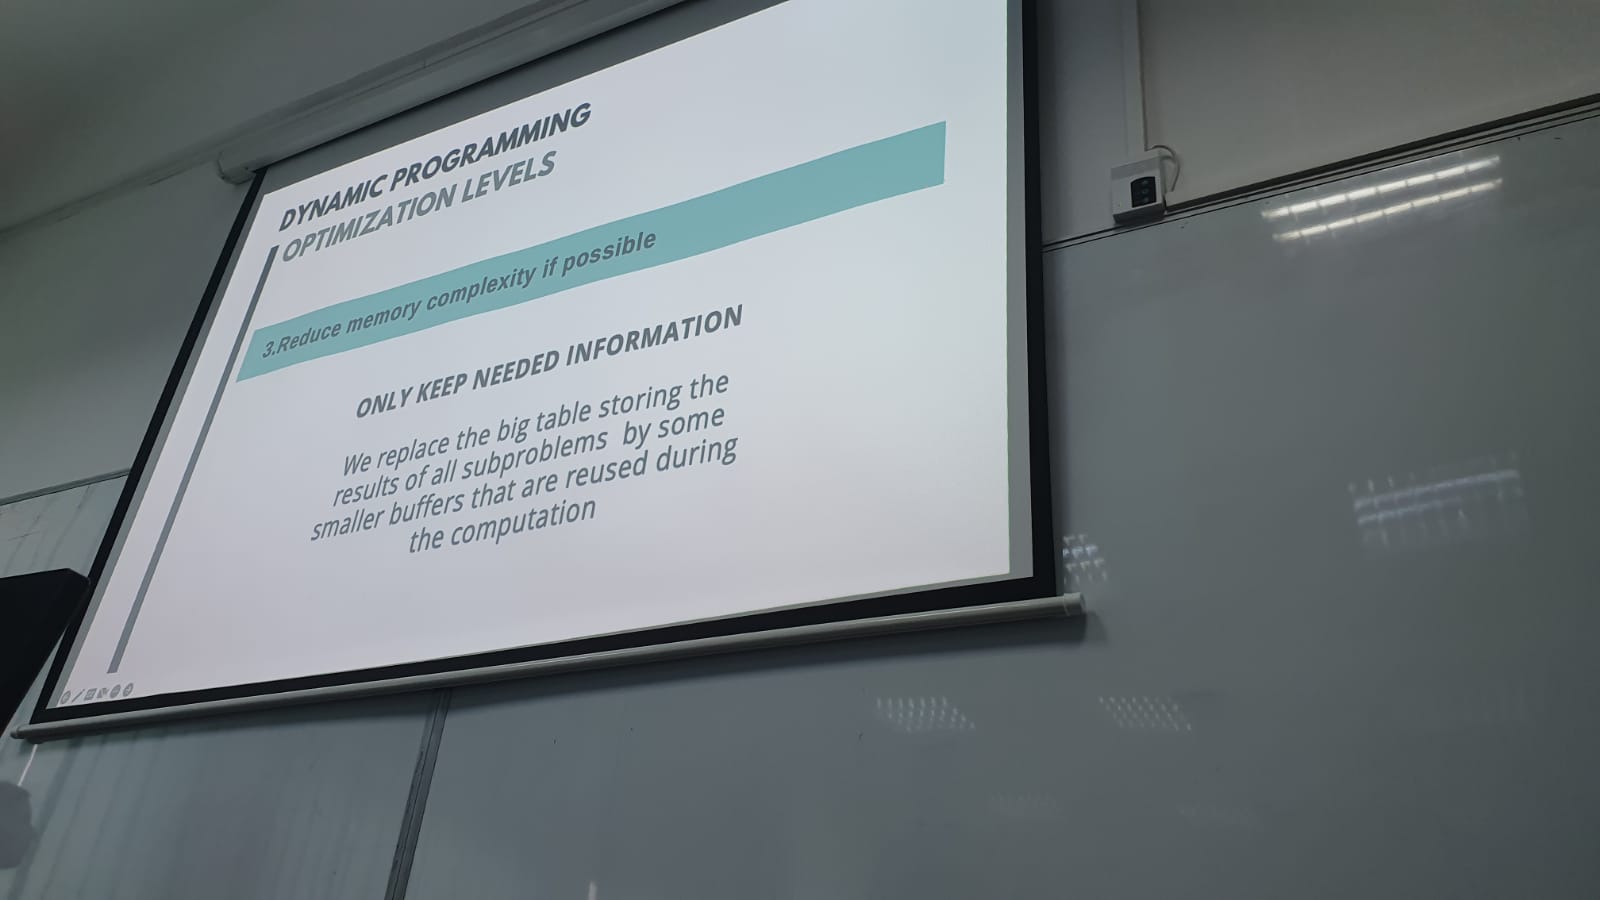 DYNAMIC PROGRAMMING
OPTIMIZATION LEVELS
3.Reduce memory complexity if possible
ONLY KEEP NEEDED INFORMATION
We replace the big table storing the
results of all subproblems by some
smaller buffers that are reused during
the computation